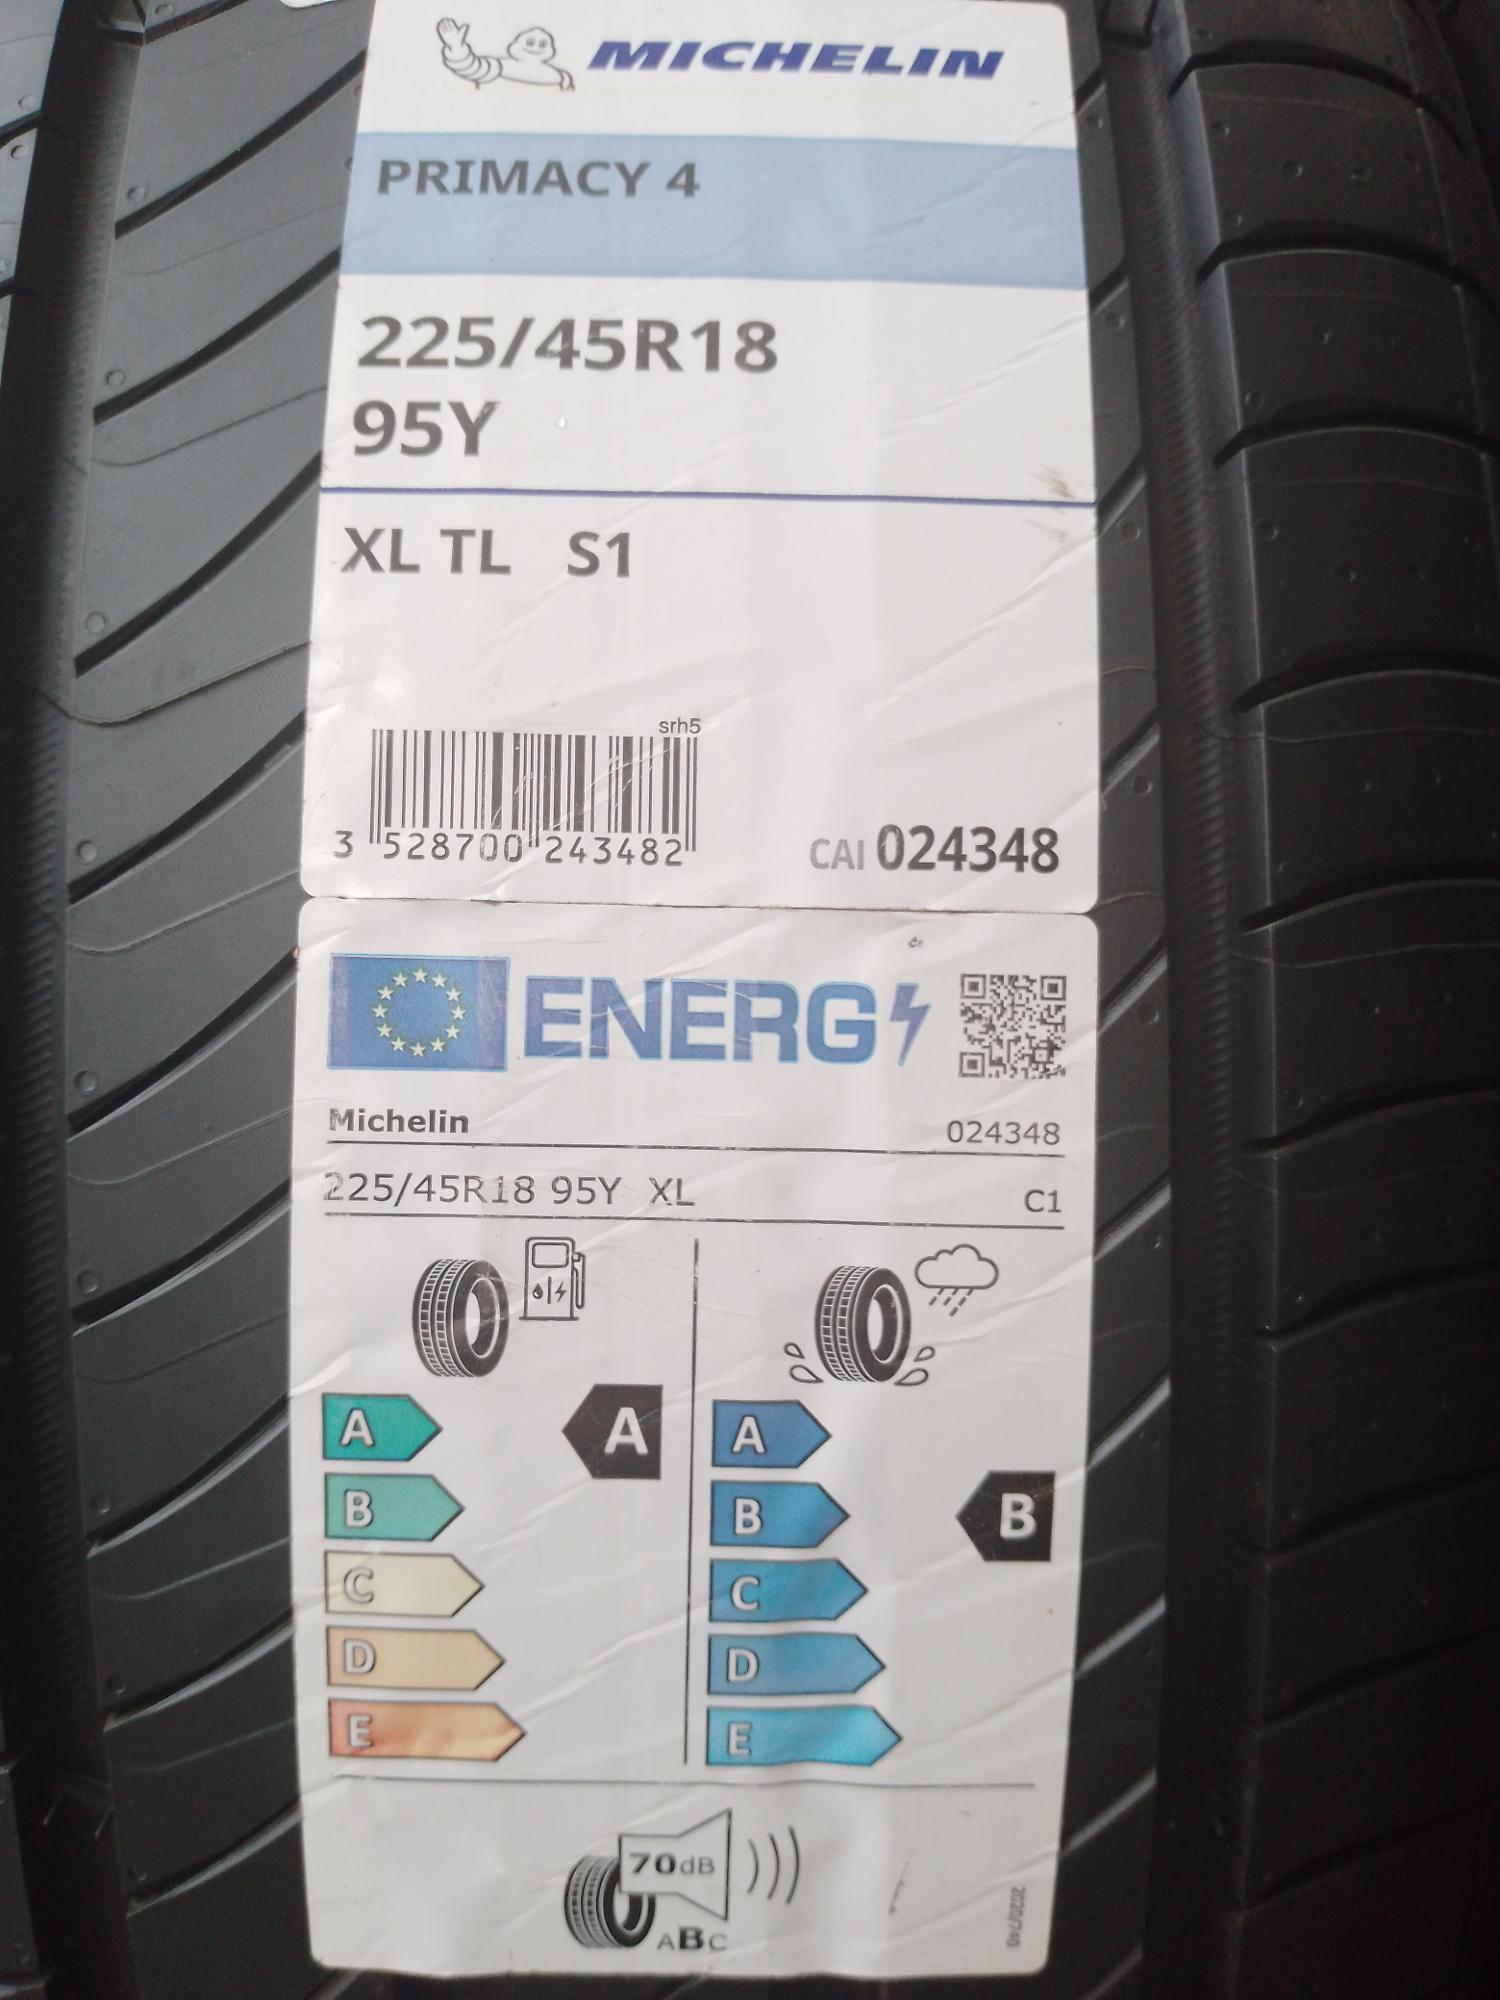 MICHELIN
PRIMACY 4
225/45R18
95Y
XL TL S1
srh5
3 528700 243482
CAI 024348
ENERG
Michelin
024348
225/45R18 95Y XL
C1
A
A
B
C
D
E
A
B
B
C
D
E
70dB
ABC
2020/740